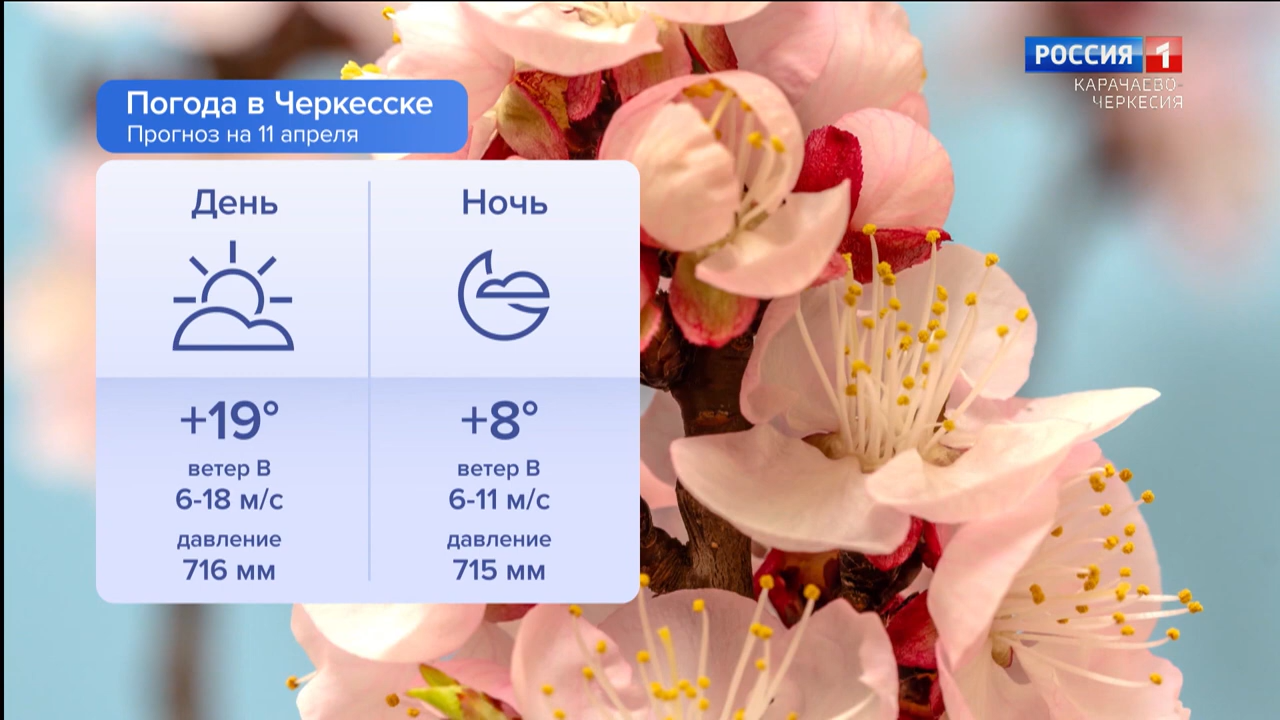 Погода в Черкесске
Прогноз на 11 апреля
РОССИЯ 1
КАРАЧАЕВО-
ЧЕРКЕСИЯ
День
Ночь
+19°
+8°
ветер В
ветер В
6-18 м/с
6-11 м/с
давление
давление
716 мм
715 мм